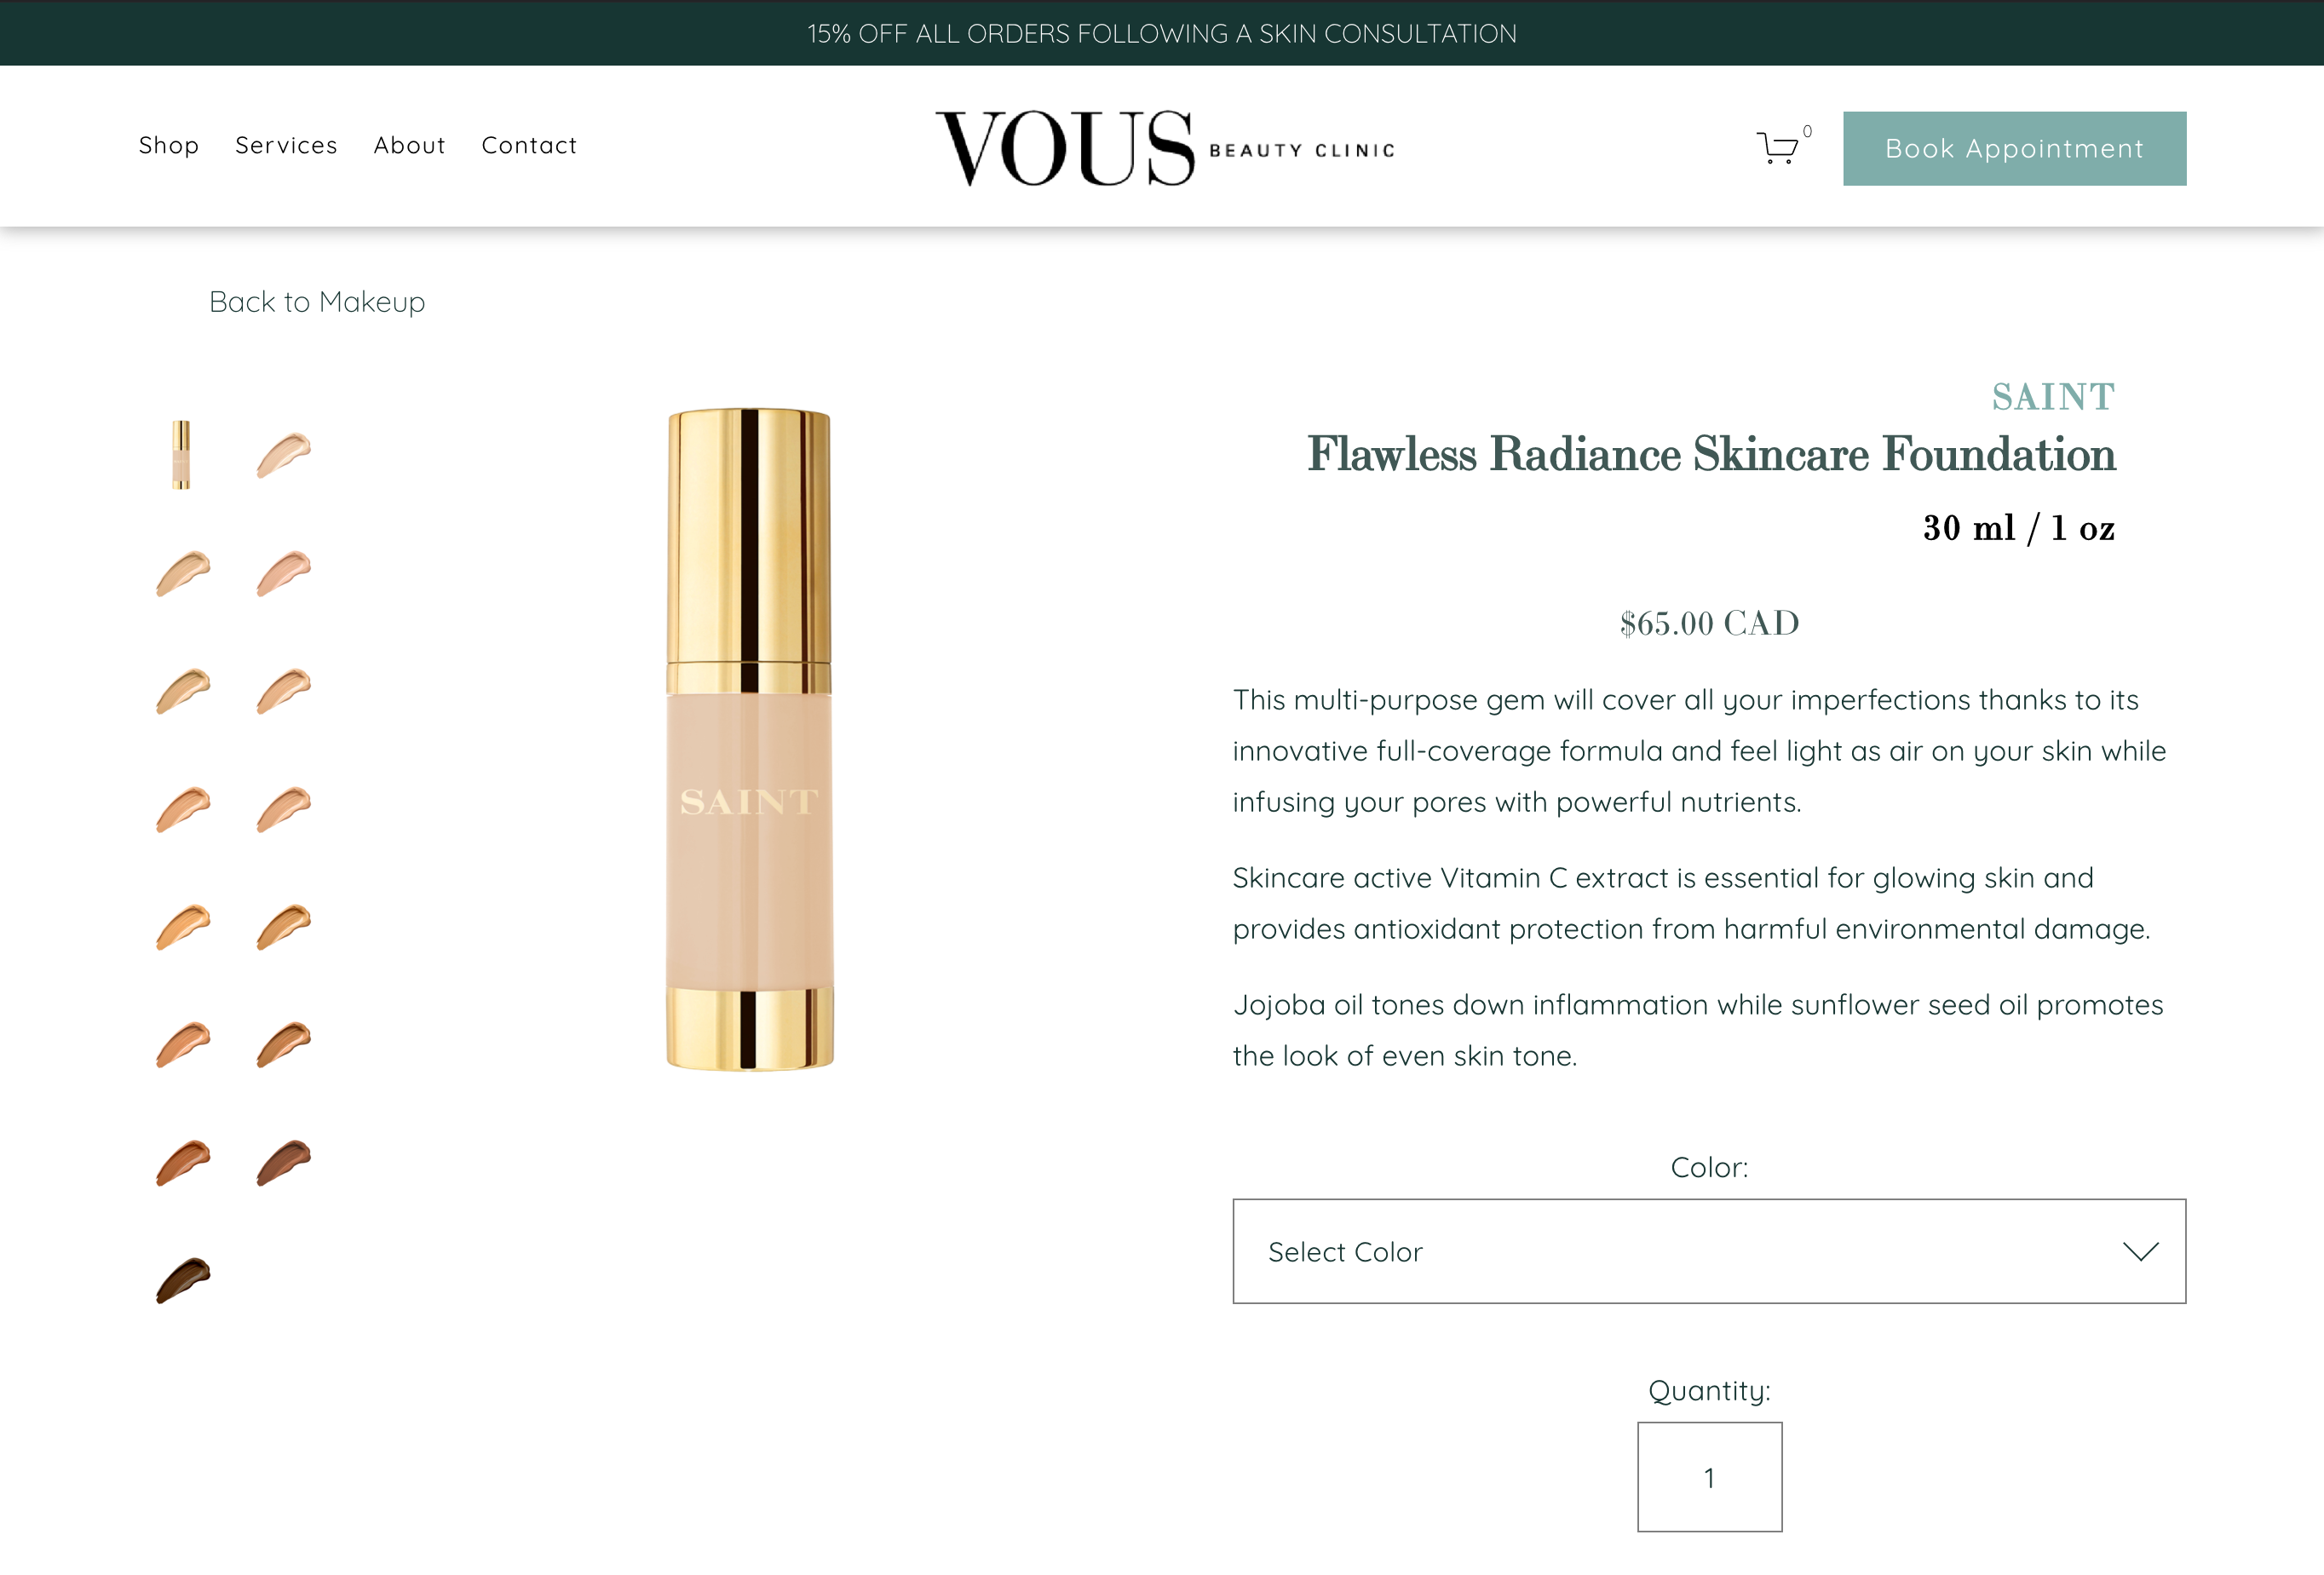 15% OFF ALL ORDERS FOLLOWING A SKIN CONSULTATION
Shop Services About Contact
VOUS BEAUTY CLINIC
0
Book Appointment
Back to Makeup
SAINT
Flawless Radiance Skincare Foundation
30 ml / 1 oz
$65.00 CAD
SAINT
This multi-purpose gem will cover all your imperfections thanks to its
innovative full-coverage formula and feel light as air on your skin while
infusing your pores with powerful nutrients.
Skincare active Vitamin C extract is essential for glowing skin and
provides antioxidant protection from harmful environmental damage.
Jojoba oil tones down inflammation while sunflower seed oil promotes
the look of even skin tone.
Color:
Select Color
Quantity:
1